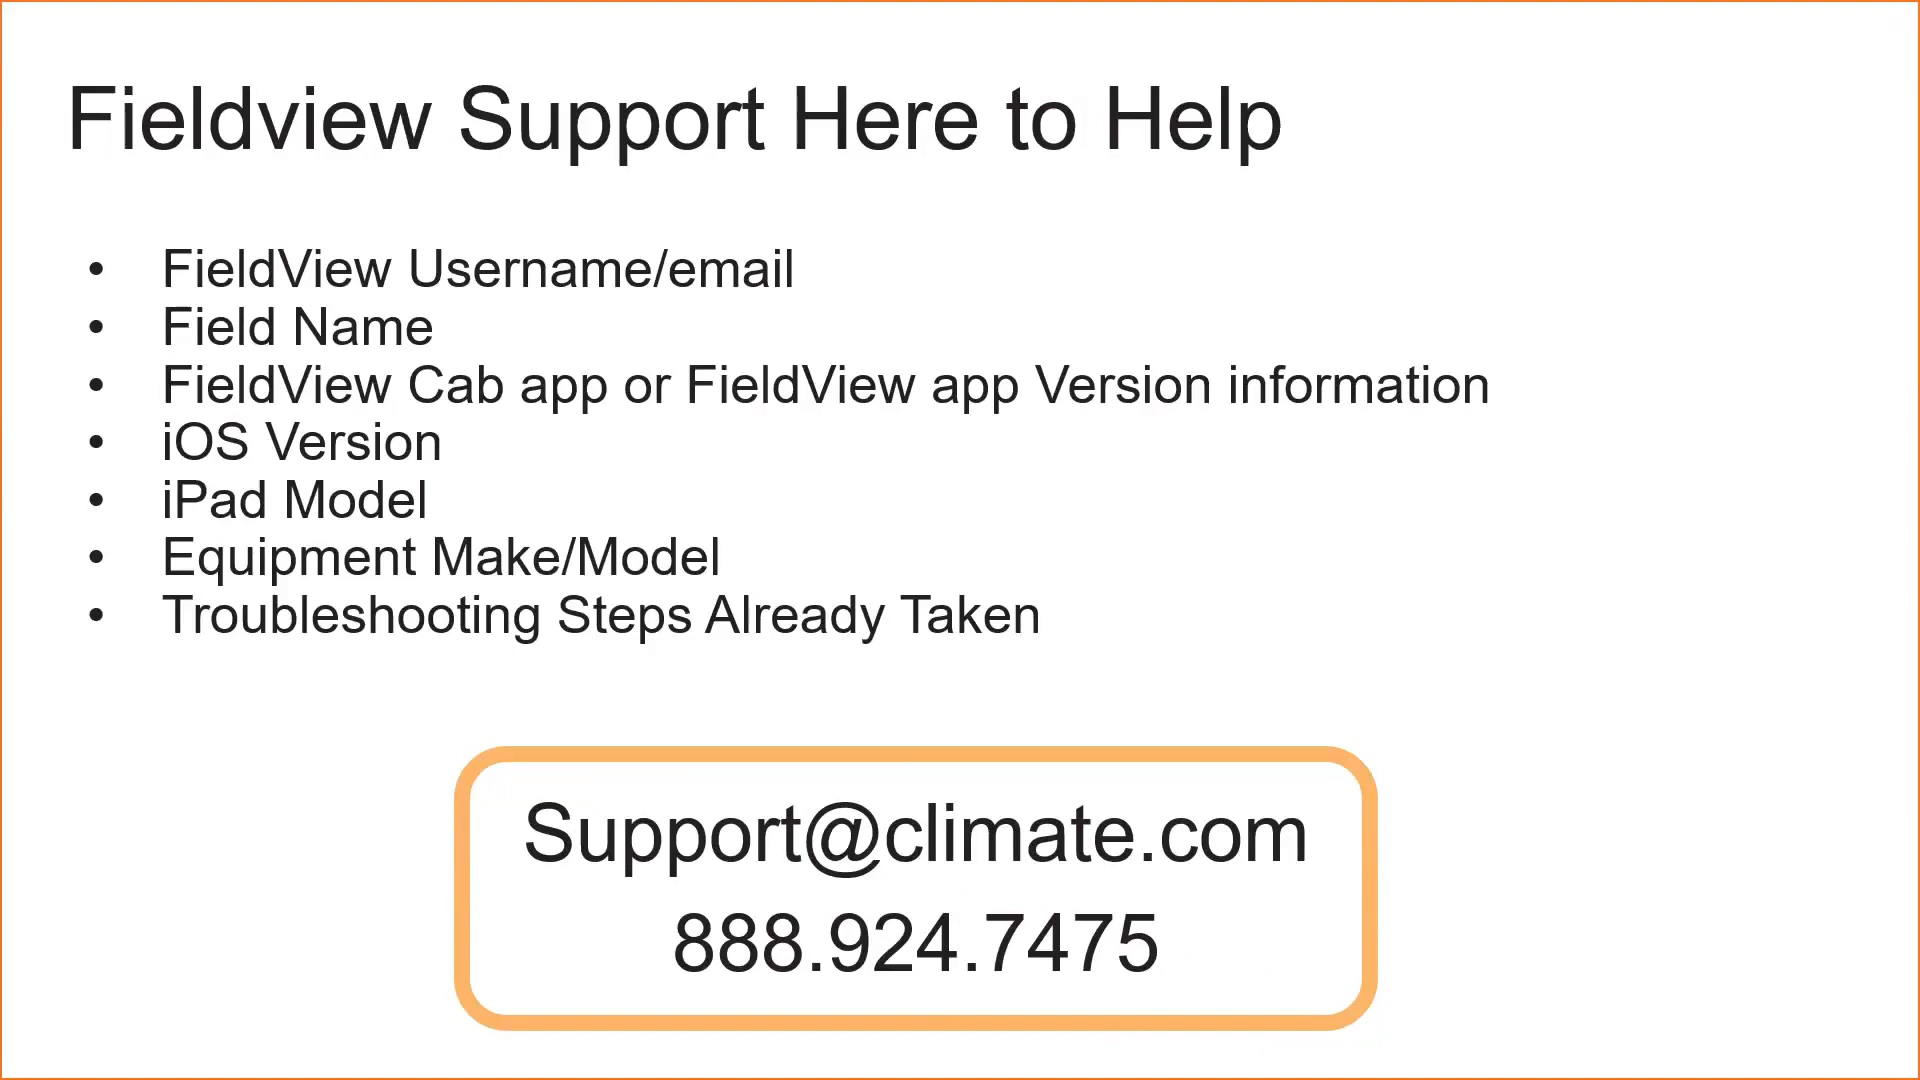 Fieldview Support Here to Help
• FieldView Username/email
• Field Name
• FieldView Cab app or FieldView app Version information
• iOS Version
• iPad Model
• Equipment Make/Model
• Troubleshooting Steps Already Taken
Support@climate.com
888.924.7475